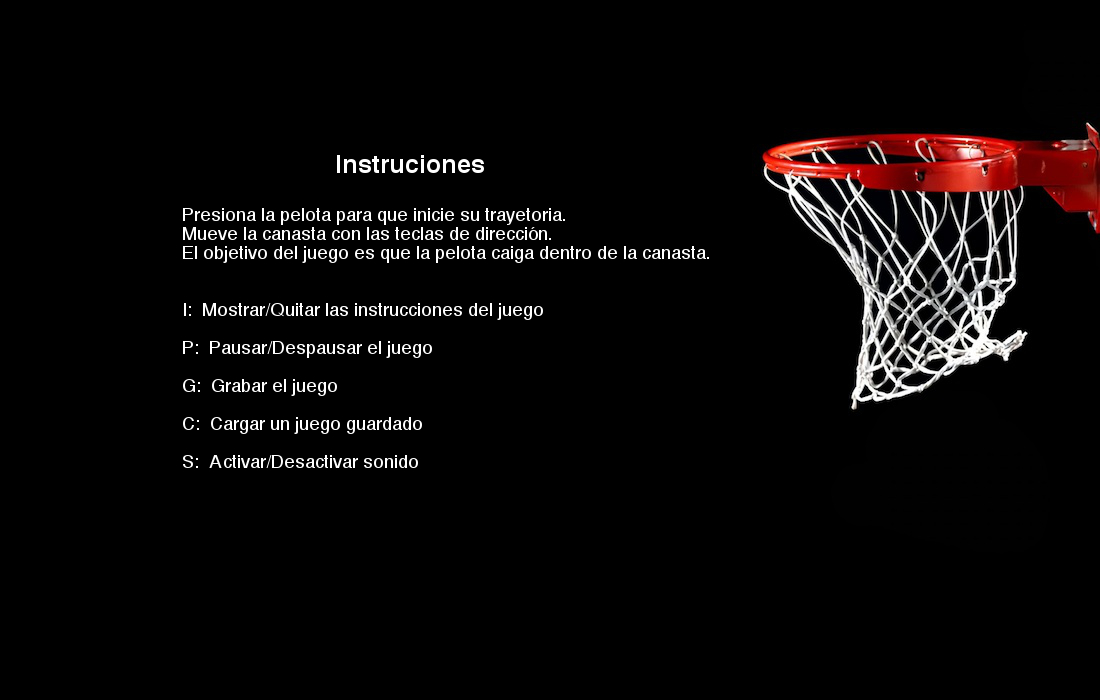 Instruciones
Presiona la pelota para que inicie su trayetoria.
Mueve la canasta con las teclas de dirección.
El objetivo del juego es que la pelota caiga dentro de la canasta.
I: Mostrar/Quitar las instrucciones del juego
P: Pausar/Despausar el juego
G: Grabar el juego
C: Cargar un juego guardado
S: Activar/Desactivar sonido